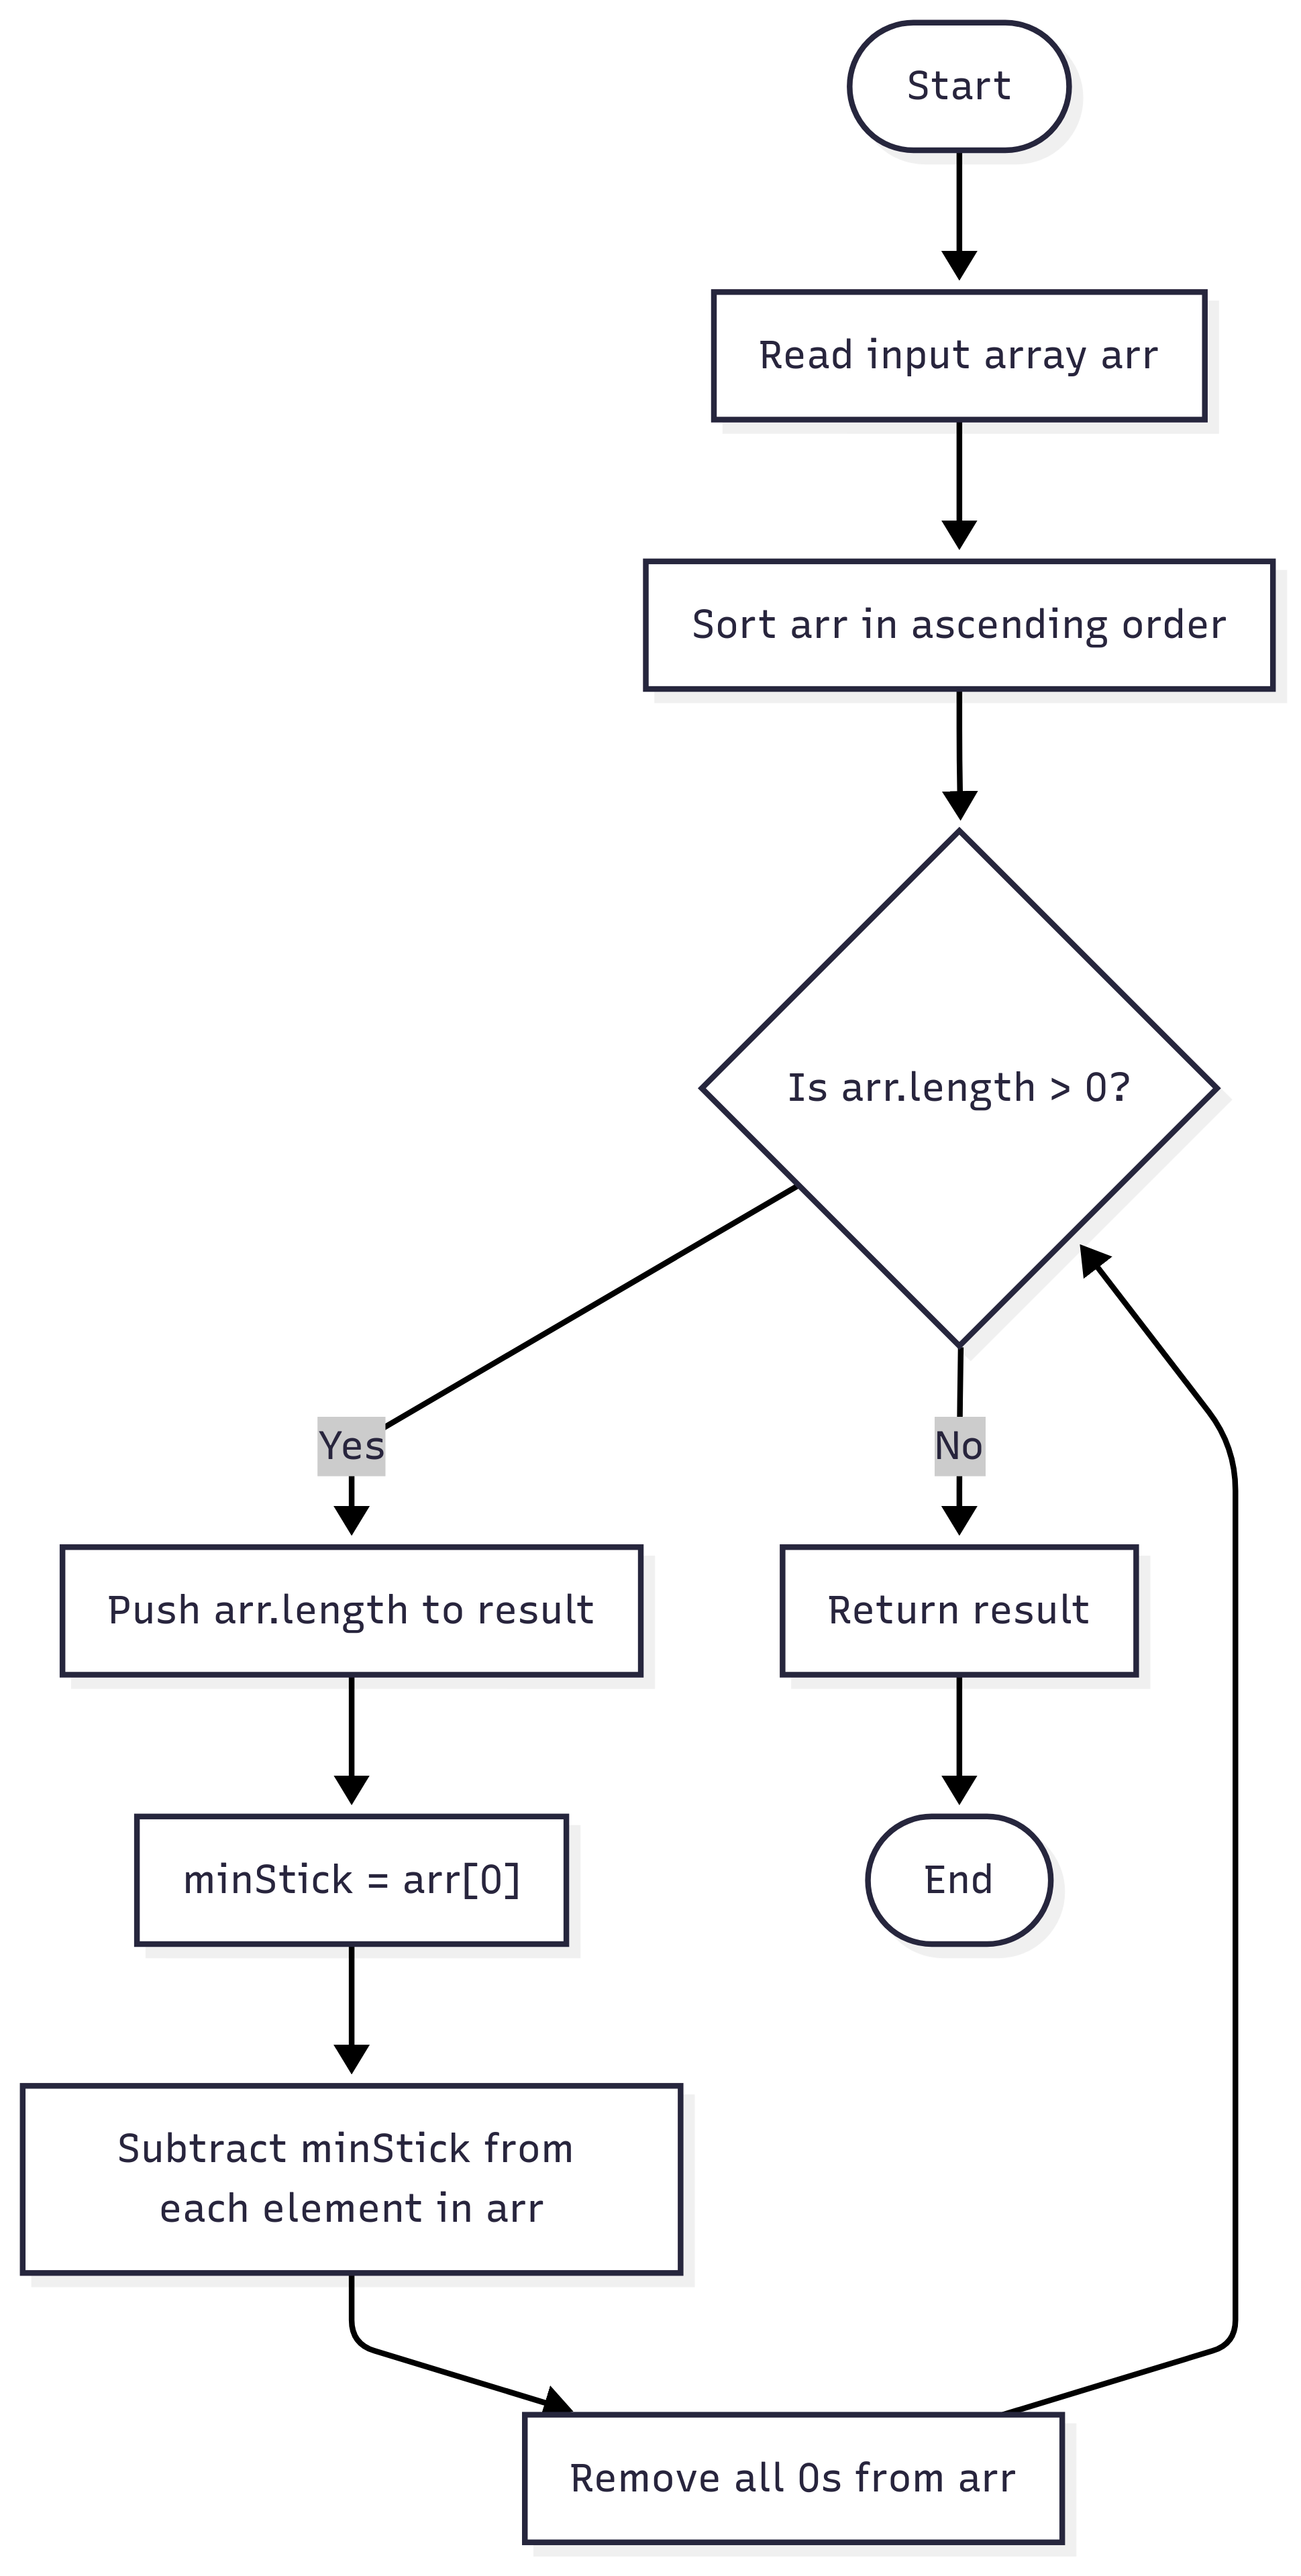 Start
Read input array arr
Sort arr in ascending order
Is arr.length > 0?
Yes
No
Push arr.length to result
Return result
minStick = arr[0]
End
Subtract minStick from
each element in arr
Remove all 0s from arr